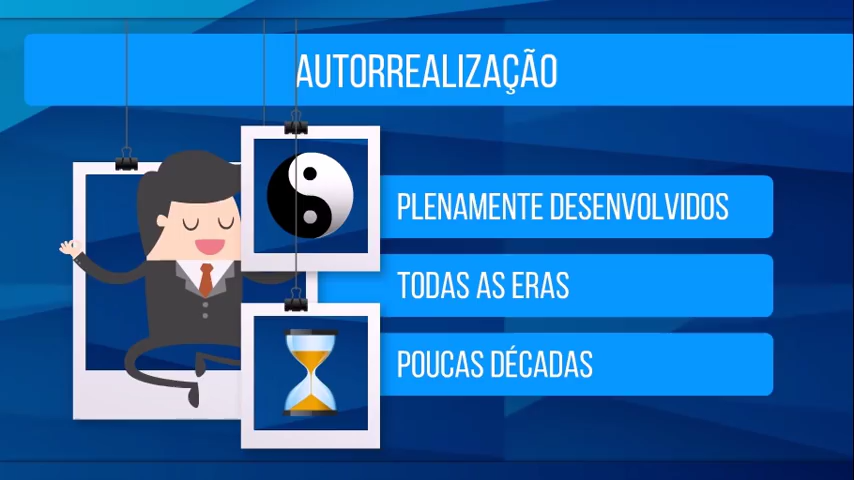 AUTORREALIZAÇÃO
PLENAMENTE DESENVOLVIDOS
TODAS AS ERAS
POUCAS DÉCADAS